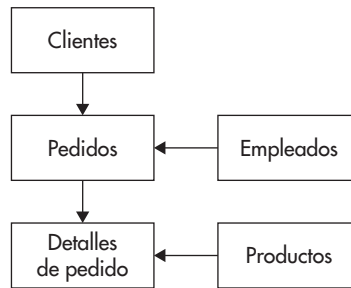 Clientes
Pedidos
Empleados
Detalles
de pedido
Productos